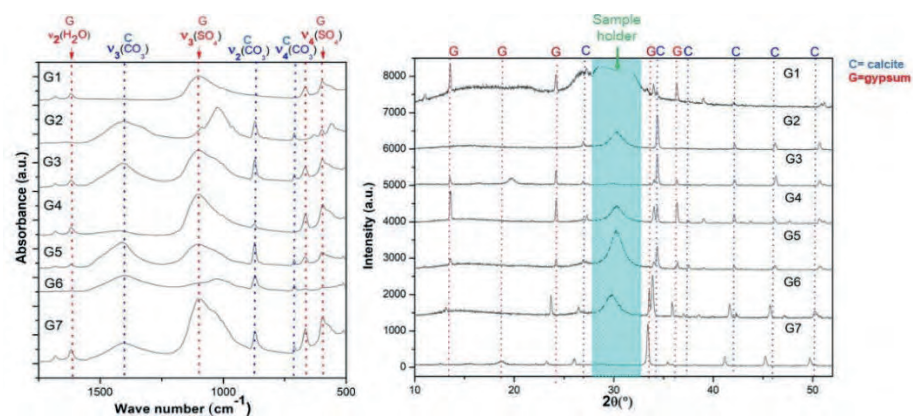 G
ν₂(H₂O)
C
ν₃(CO₃)
G
ν₃(SO₄)
C
ν₂(CO₃)
C
ν₄(CO₃)
G
ν₄(SO₄)
G1
G2
G3
G4
G5
G6
G7
Absorbance (a.u.)
1500 1000 500
Wave number (cm⁻¹)
Sample
holder
G G G C G C G C C C C
C= calcite
G=gypsum
8000
7000
6000
5000
4000
3000
2000
1000
0
G1
G2
G3
G4
G5
G6
G7
Intensity (a.u.)
10 20 30 40 50
2θ(°)